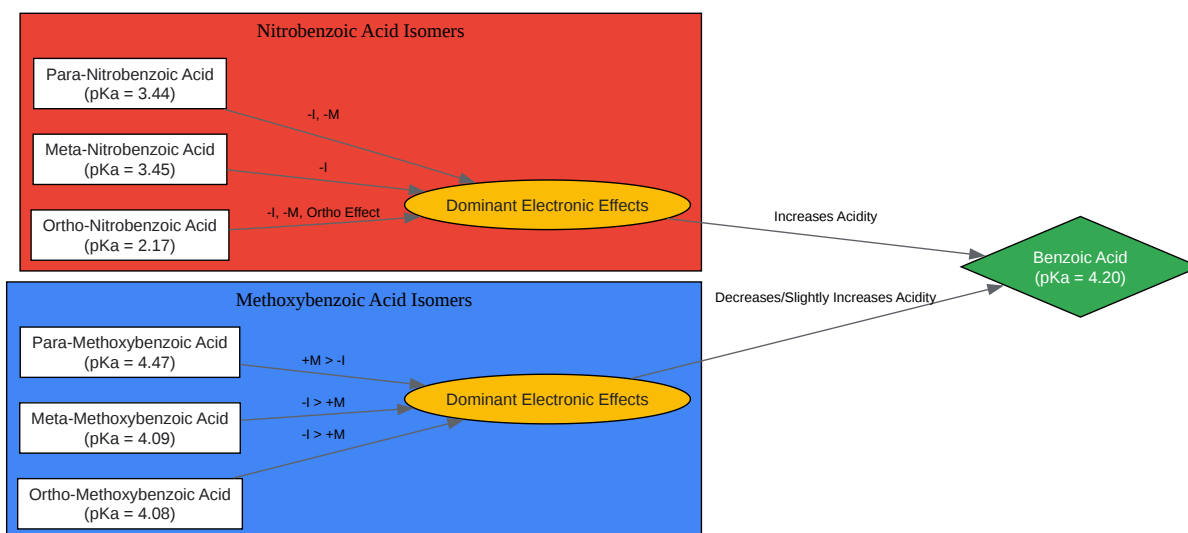 Nitrobenzoic Acid Isomers
Para-Nitrobenzoic Acid
(pKa = 3.44)
-I, -M
Meta-Nitrobenzoic Acid
(pKa = 3.45)
-I
Ortho-Nitrobenzoic Acid
(pKa = 2.17)
-I, -M, Ortho Effect
Dominant Electronic Effects
Increases Acidity
Benzoic Acid
(pKa = 4.20)
Methoxybenzoic Acid Isomers
Decreases/Slightly Increases Acidity
Para-Methoxybenzoic Acid
(pKa = 4.47)
+M > -I
Meta-Methoxybenzoic Acid
(pKa = 4.09)
-I > +M
Dominant Electronic Effects
-I > +M
Ortho-Methoxybenzoic Acid
(pKa = 4.08)